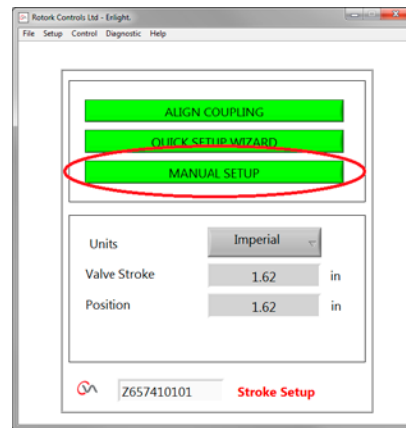 Rotork Controls Ltd - Enlight.
File Setup Control Diagnostic Help
ALIGN COUPLING
QUICK SETUP WIZARD
MANUAL SETUP
Units Imperial
Valve Stroke 1.62 in
Position 1.62 in
Z657410101 Stroke Setup